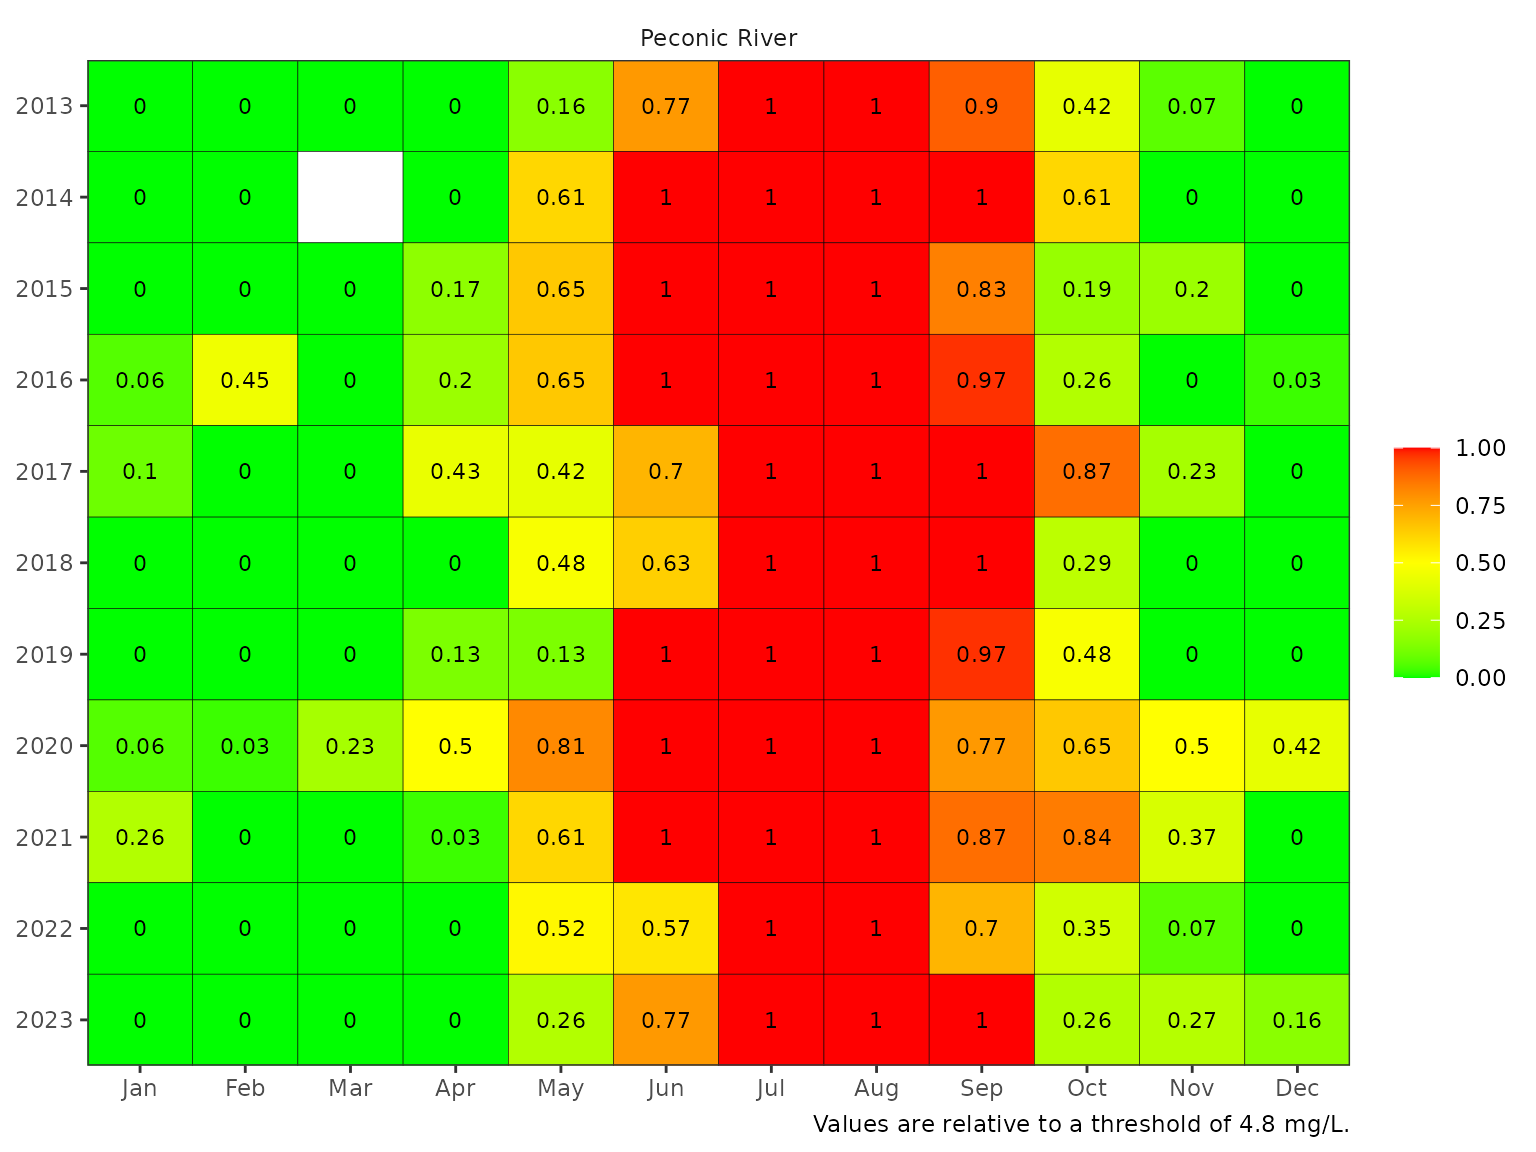 Peconic River
2013 0 0 0 0 0.16 0.77 1 1 0.9 0.42 0.07 0
2014 0 0 0 0.61 1 1 1 1 0.61 0 0
2015 0 0 0 0.17 0.65 1 1 1 0.83 0.19 0.2 0
2016 0.06 0.45 0 0.2 0.65 1 1 1 0.97 0.26 0 0.03
2017 0.1 0 0 0.43 0.42 0.7 1 1 1 0.87 0.23 0
2018 0 0 0 0 0.48 0.63 1 1 1 0.29 0 0
2019 0 0 0 0.13 0.13 1 1 1 0.97 0.48 0 0
2020 0.06 0.03 0.23 0.5 0.81 1 1 1 0.77 0.65 0.5 0.42
2021 0.26 0 0 0.03 0.61 1 1 1 0.87 0.84 0.37 0
2022 0 0 0 0 0.52 0.57 1 1 0.7 0.35 0.07 0
2023 0 0 0 0 0.26 0.77 1 1 1 0.26 0.27 0.16
Jan Feb Mar Apr May Jun Jul Aug Sep Oct Nov Dec
Values are relative to a threshold of 4.8 mg/L.
1.00
0.75
0.50
0.25
0.00